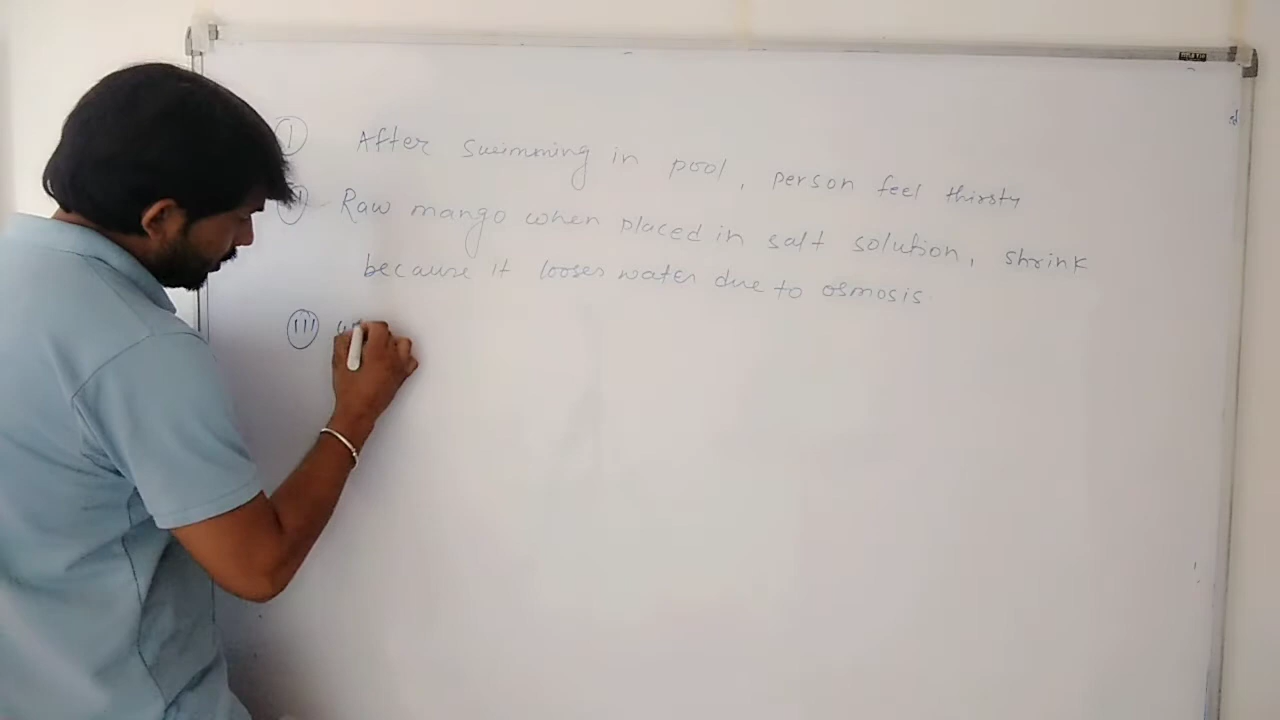 I After swimming in pool, person feel thirsty
II Raw mango when placed in salt solution, shrink
because it looses water due to osmosis.
III